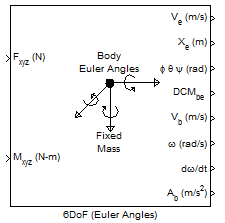 V_e (m/s)
X_e (m)
F_xyz (N)
Body
Euler Angles
ϕ θ ψ (rad)
DCM_be
V_b (m/s)
Fixed
Mass
M_xyz (N-m)
ω (rad/s)
dω/dt
A_b (m/s²)
6DoF (Euler Angles)